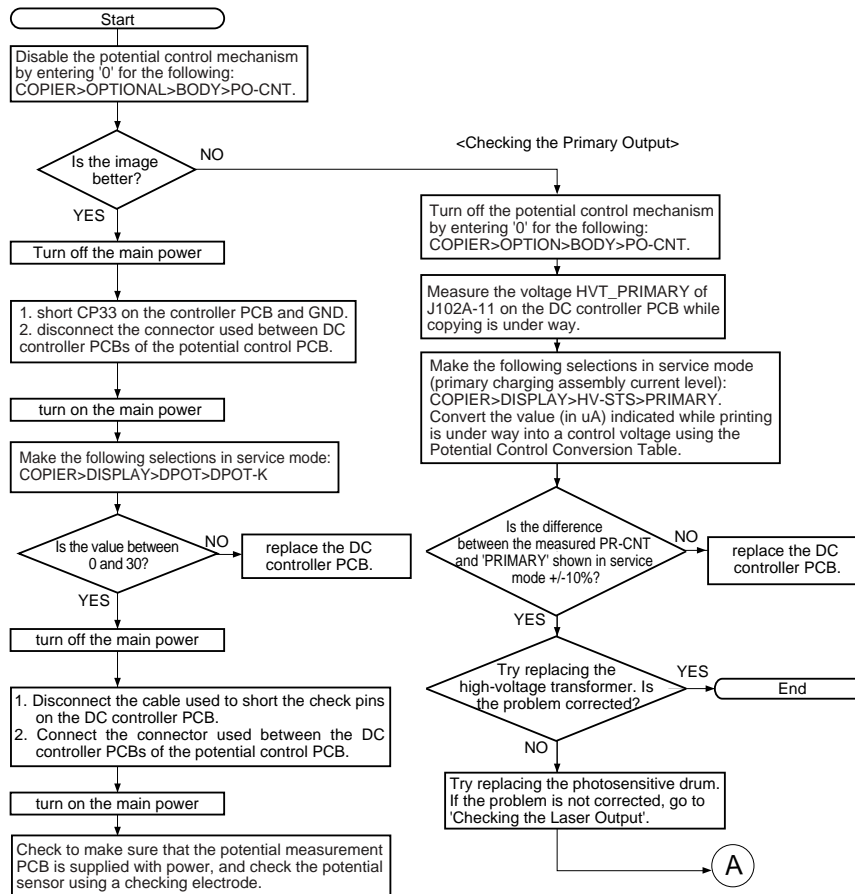 Start
Disable the potential control mechanism
by entering '0' for the following:
COPIER>OPTIONAL>BODY>PO-CNT.
Is the image
better?
NO
YES
Turn off the main power
1. short CP33 on the controller PCB and GND.
2. disconnect the connector used between DC
controller PCBs of the potential control PCB.
turn on the main power
Make the following selections in service mode:
COPIER>DISPLAY>DPOT>DPOT-K
Is the value between
0 and 30?
NO
replace the DC
controller PCB.
YES
turn off the main power
1. Disconnect the cable used to short the check pins
on the DC controller PCB.
2. Connect the connector used between the DC
controller PCBs of the potential control PCB.
turn on the main power
Check to make sure that the potential measurement
PCB is supplied with power, and check the potential
sensor using a checking electrode.
<Checking the Primary Output>
Turn off the potential control mechanism
by entering '0' for the following:
COPIER>OPTION>BODY>PO-CNT.
Measure the voltage HVT_PRIMARY of
J102A-11 on the DC controller PCB while
copying is under way.
Make the following selections in service mode
(primary charging assembly current level):
COPIER>DISPLAY>HV-STS>PRIMARY.
Convert the value (in uA) indicated while printing
is under way into a control voltage using the
Potential Control Conversion Table.
Is the difference
between the measured PR-CNT
and 'PRIMARY' shown in service
mode +/-10%?
NO
replace the DC
controller PCB.
YES
Try replacing the
high-voltage transformer. Is
the problem corrected?
YES
End
NO
Try replacing the photosensitive drum.
If the problem is not corrected, go to
'Checking the Laser Output'.
A